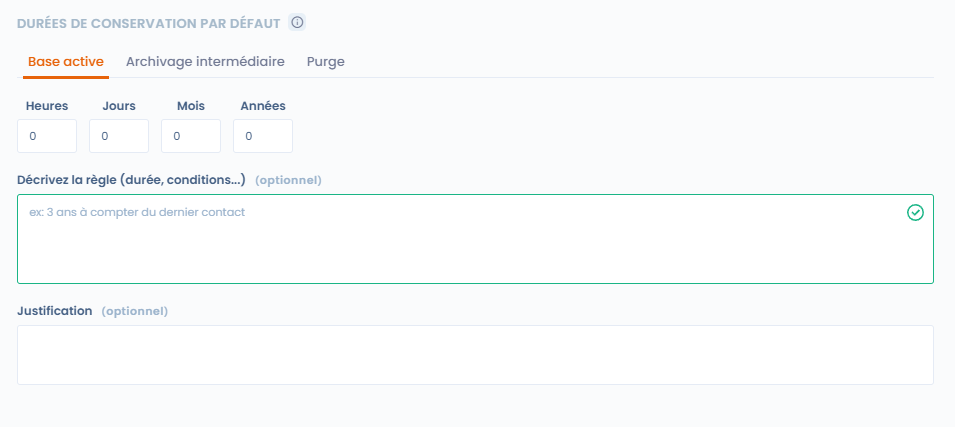 DURÉES DE CONSERVATION PAR DÉFAUT
Base active Archivage intermédiaire Purge
Heures Jours Mois Années
0 0 0 0
Décrivez la règle (durée, conditions...) (optionnel)
ex: 3 ans à compter du dernier contact
Justification (optionnel)